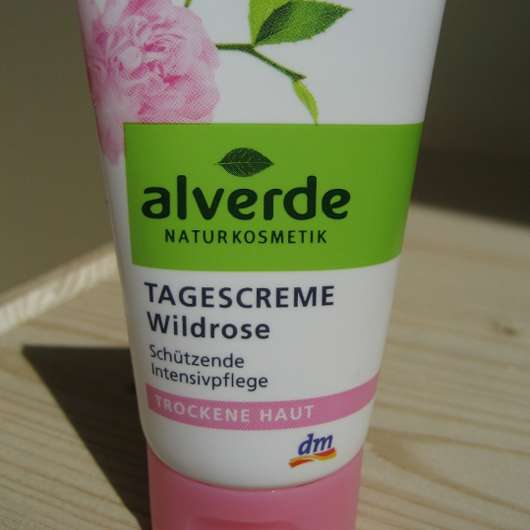 alverde
NATURKOSMETIK
TAGESCREME
Wildrose
Schützende
Intensivpflege
TROCKENE HAUT
dm